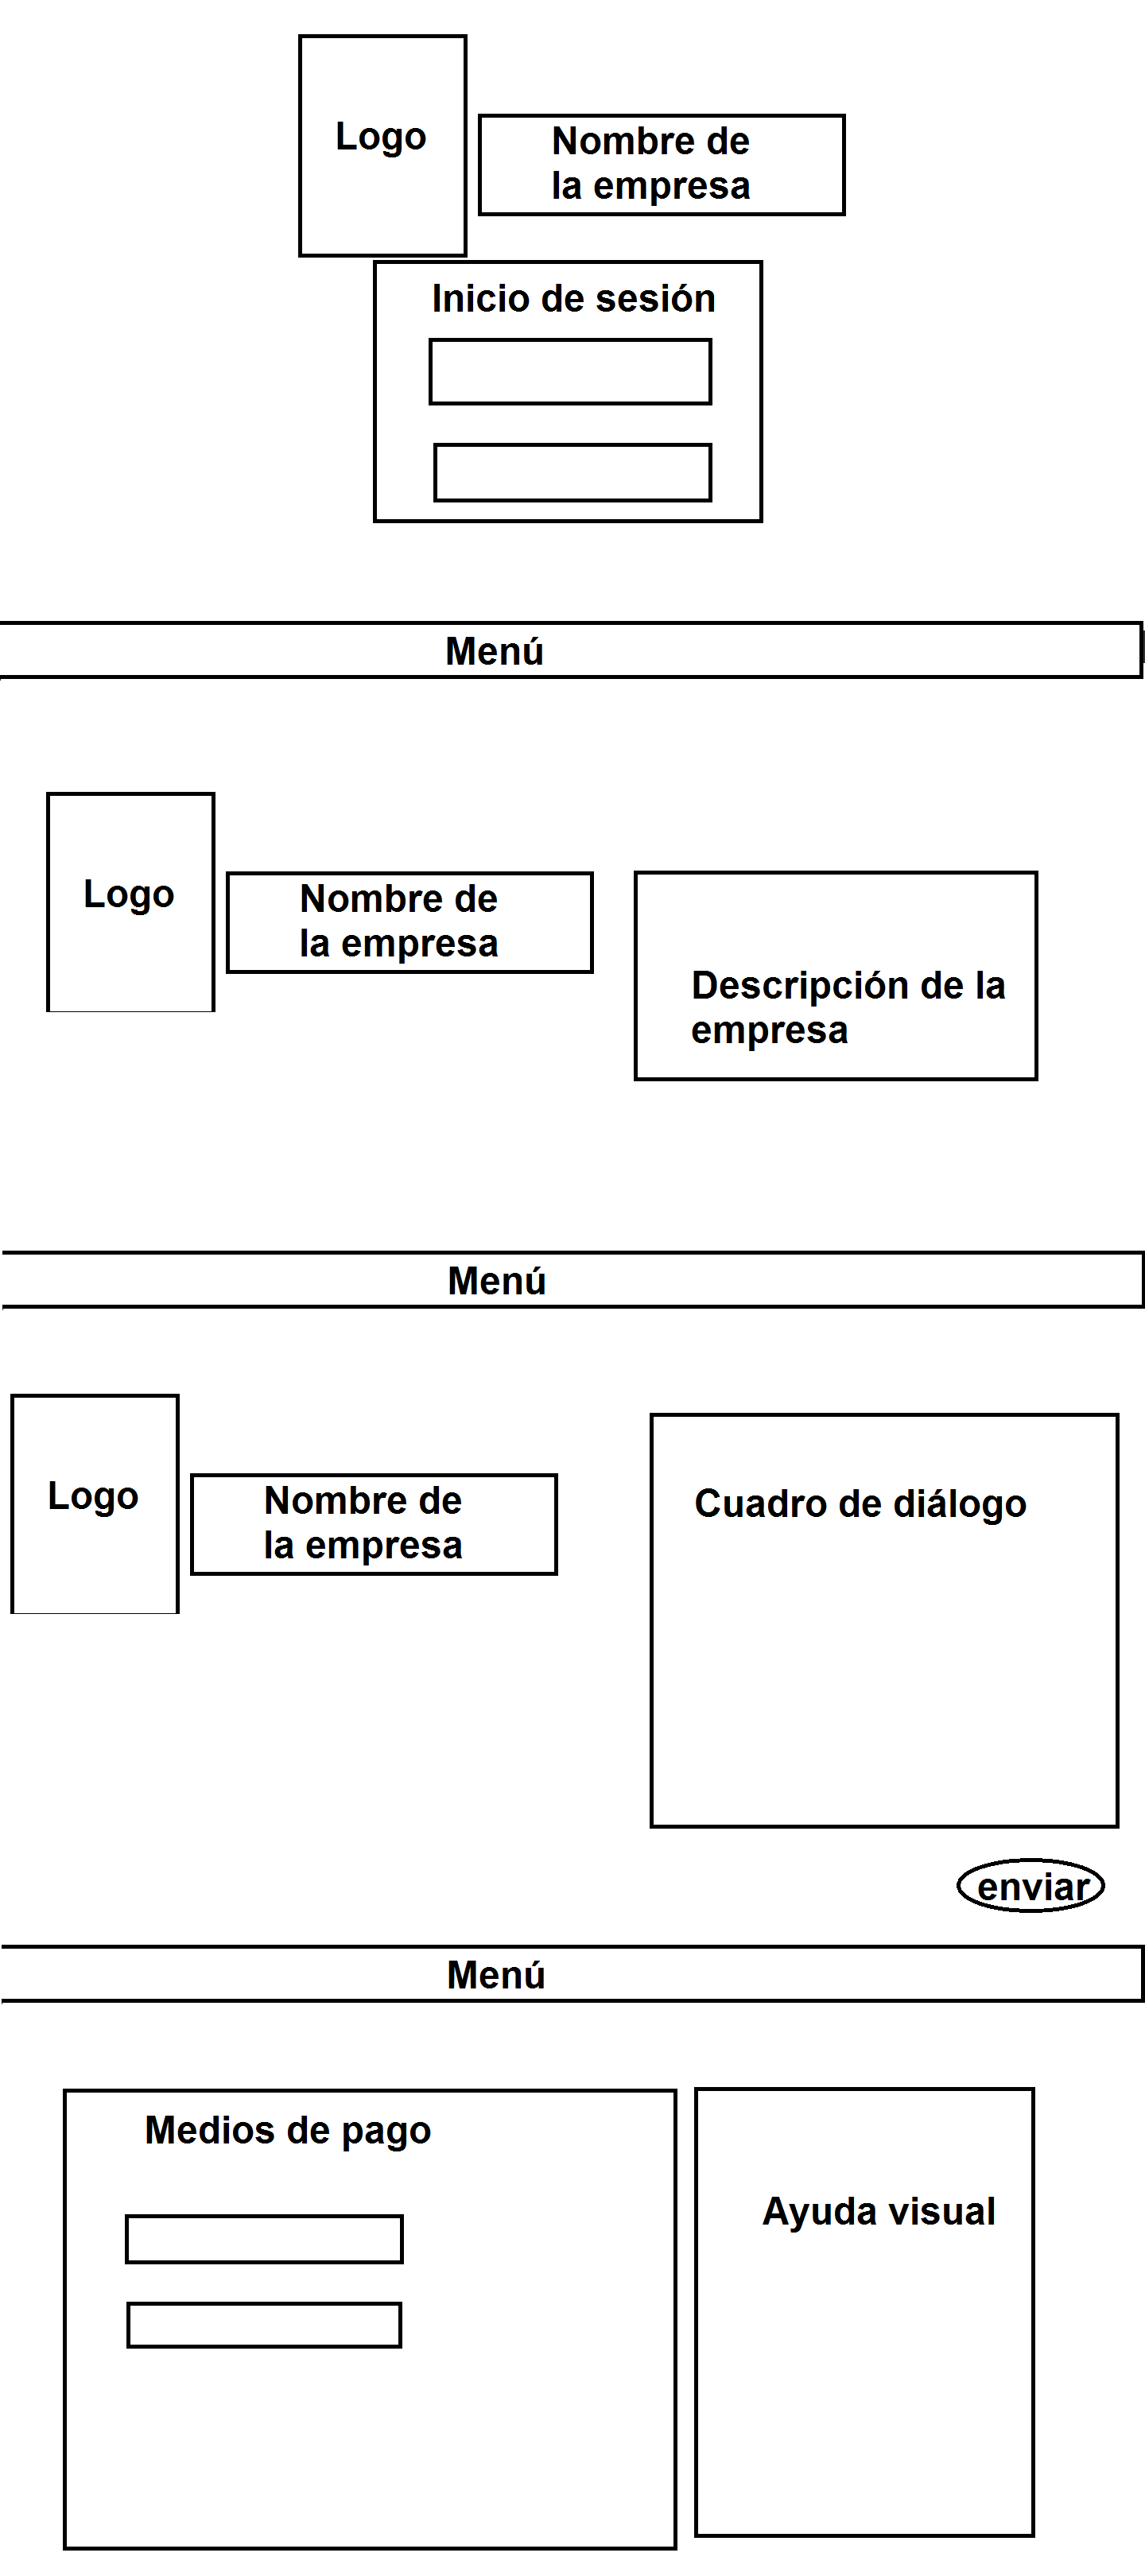 Logo
Nombre de
la empresa
Inicio de sesión
Menú
Logo
Nombre de
la empresa
Descripción de la
empresa
Menú
Logo
Nombre de
la empresa
Cuadro de diálogo
enviar
Menú
Medios de pago
Ayuda visual